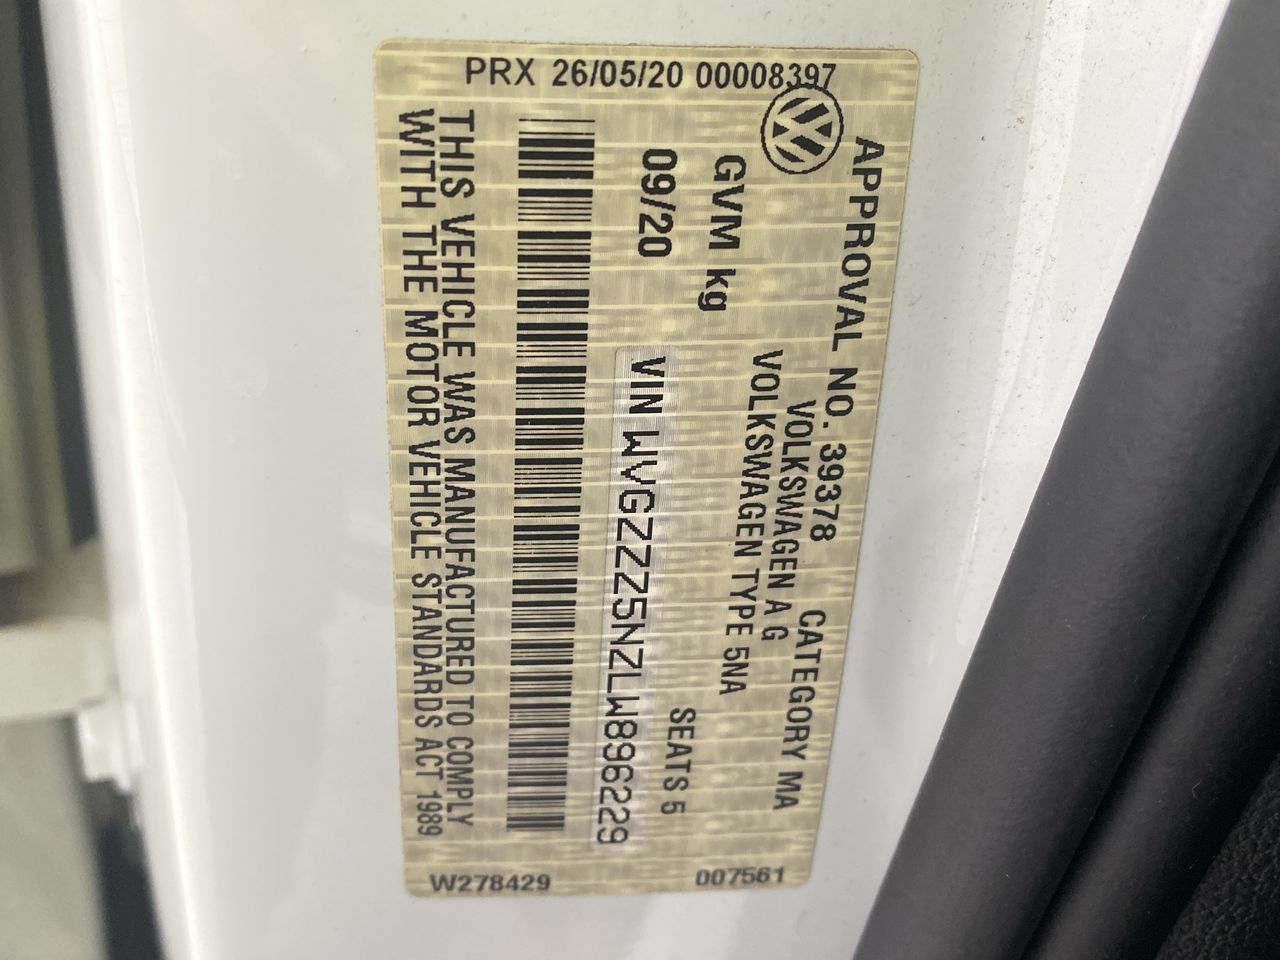 PRX 26/05/20 00008397
APPROVAL NO. 39378 CATEGORY MA
VOLKSWAGEN A G
VOLKSWAGEN TYPE 5NA
GVM kg SEATS 5
09/20 VIN WVGZZZ5NZLW896229
THIS VEHICLE WAS MANUFACTURED TO COMPLY
WITH THE MOTOR VEHICLE STANDARDS ACT 1989
W278429 007561